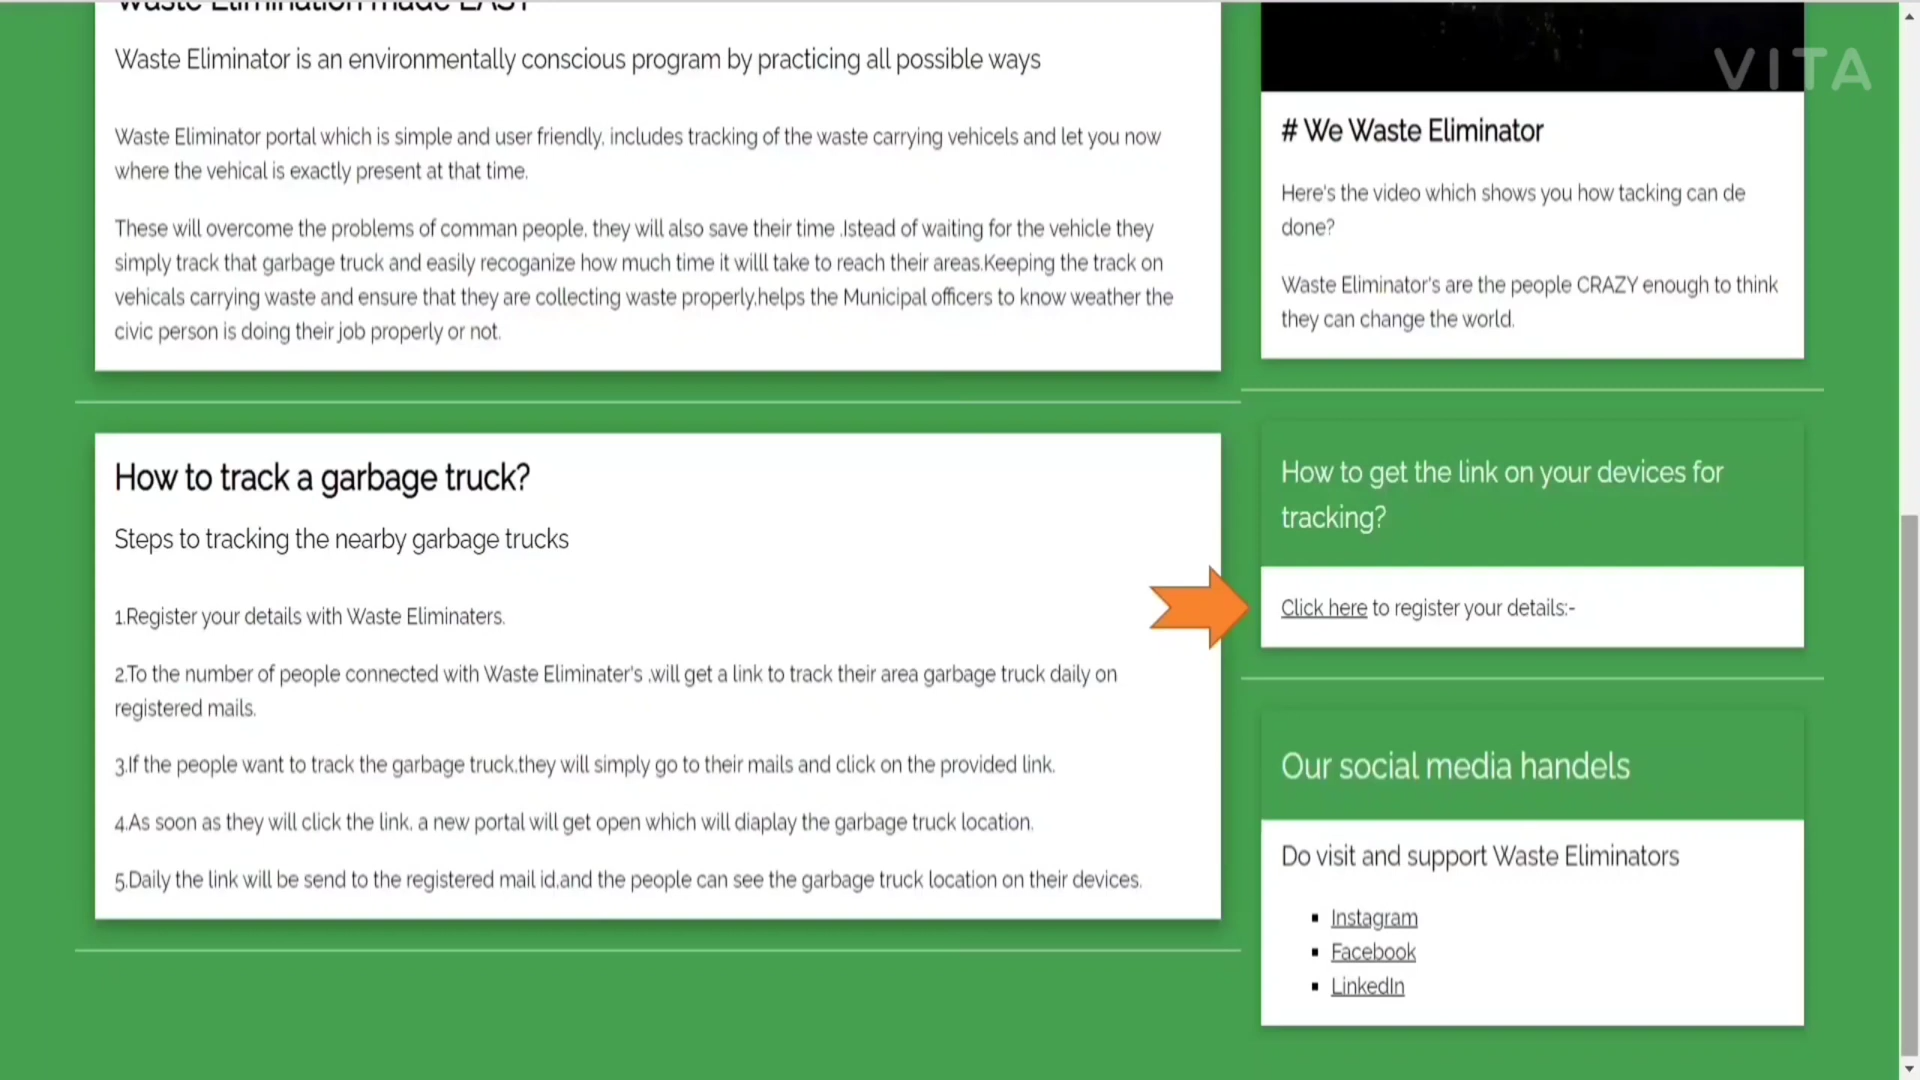 Waste Elimination made EASY
Waste Eliminator is an environmentally conscious program by practicing all possible ways
Waste Eliminator portal which is simple and user friendly, includes tracking of the waste carrying vehicels and let you now
where the vehical is exactly present at that time.
These will overcome the problems of comman people, they will also save their time .Istead of waiting for the vehicle they
simply track that garbage truck and easily recoganize how much time it willl take to reach their areas.Keeping the track on
vehicals carrying waste and ensure that they are collecting waste properly,helps the Municipal officers to know weather the
civic person is doing their job properly or not.
How to track a garbage truck?
Steps to tracking the nearby garbage trucks
1.Register your details with Waste Eliminaters.
2.To the number of people connected with Waste Eliminater's ,will get a link to track their area garbage truck daily on
registered mails.
3.If the people want to track the garbage truck,they will simply go to their mails and click on the provided link.
4.As soon as they will click the link, a new portal will get open which will diaplay the garbage truck location.
5.Daily the link will be send to the registered mail id,and the people can see the garbage truck location on their devices.
VITA
# We Waste Eliminator
Here's the video which shows you how tacking can de
done?
Waste Eliminator's are the people CRAZY enough to think
they can change the world.
How to get the link on your devices for
tracking?
Click here to register your details:-
Our social media handels
Do visit and support Waste Eliminators
Instagram
Facebook
LinkedIn